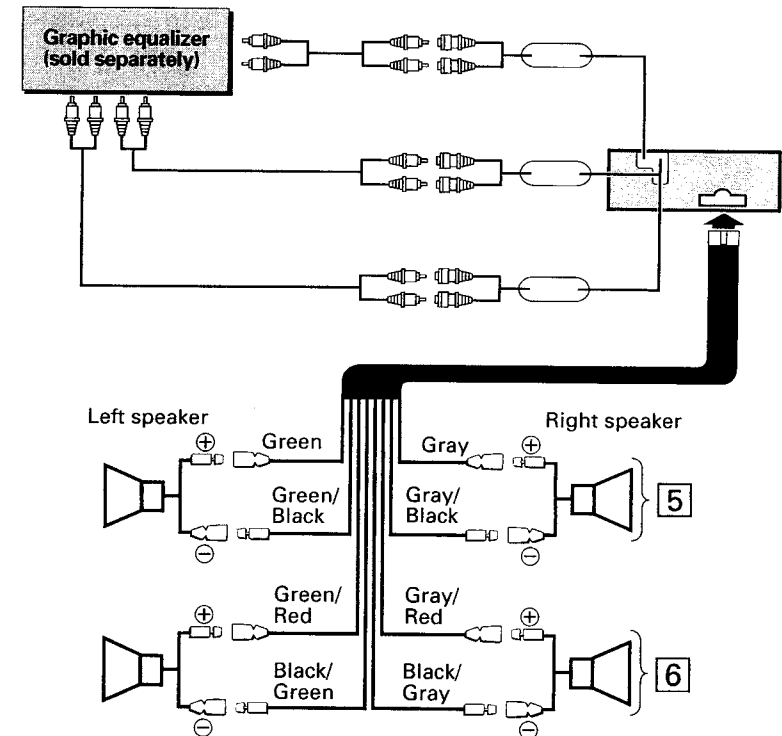 Graphic equalizer
(sold separately)
Left speaker
Right speaker
⊕
Green
Gray
⊕
Green/
Black
Gray/
Black
5
⊖
⊖
⊕
Green/
Red
Gray/
Red
⊕
Black/
Green
Black/
Gray
6
⊖
⊖